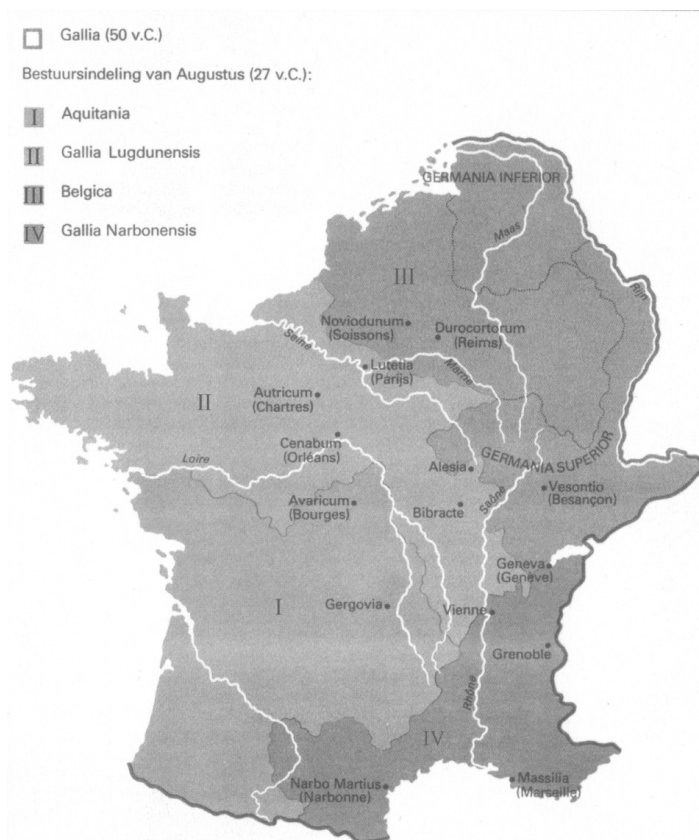 Gallia (50 v.C.)
Bestuursindeling van Augustus (27 v.C.):
I Aquitania
II Gallia Lugdunensis
III Belgica
IV Gallia Narbonensis
GERMANIA INFERIOR
Maas
III
Rijn
Noviodunum
(Soissons)
Durocortorum
(Reims)
Seine
Lutetia
(Parijs)
Marne
II
Autricum
(Chartres)
Cenabum
(Orléans)
Loire
Alesia
GERMANIA SUPERIOR
Avaricum
(Bourges)
Bibracte
Saône
Vesontio
(Besançon)
Geneva
(Genève)
I
Gergovia
Vienne
Grenoble
Rhône
IV
Narbo Martius
(Narbonne)
Massilia
(Marseille)